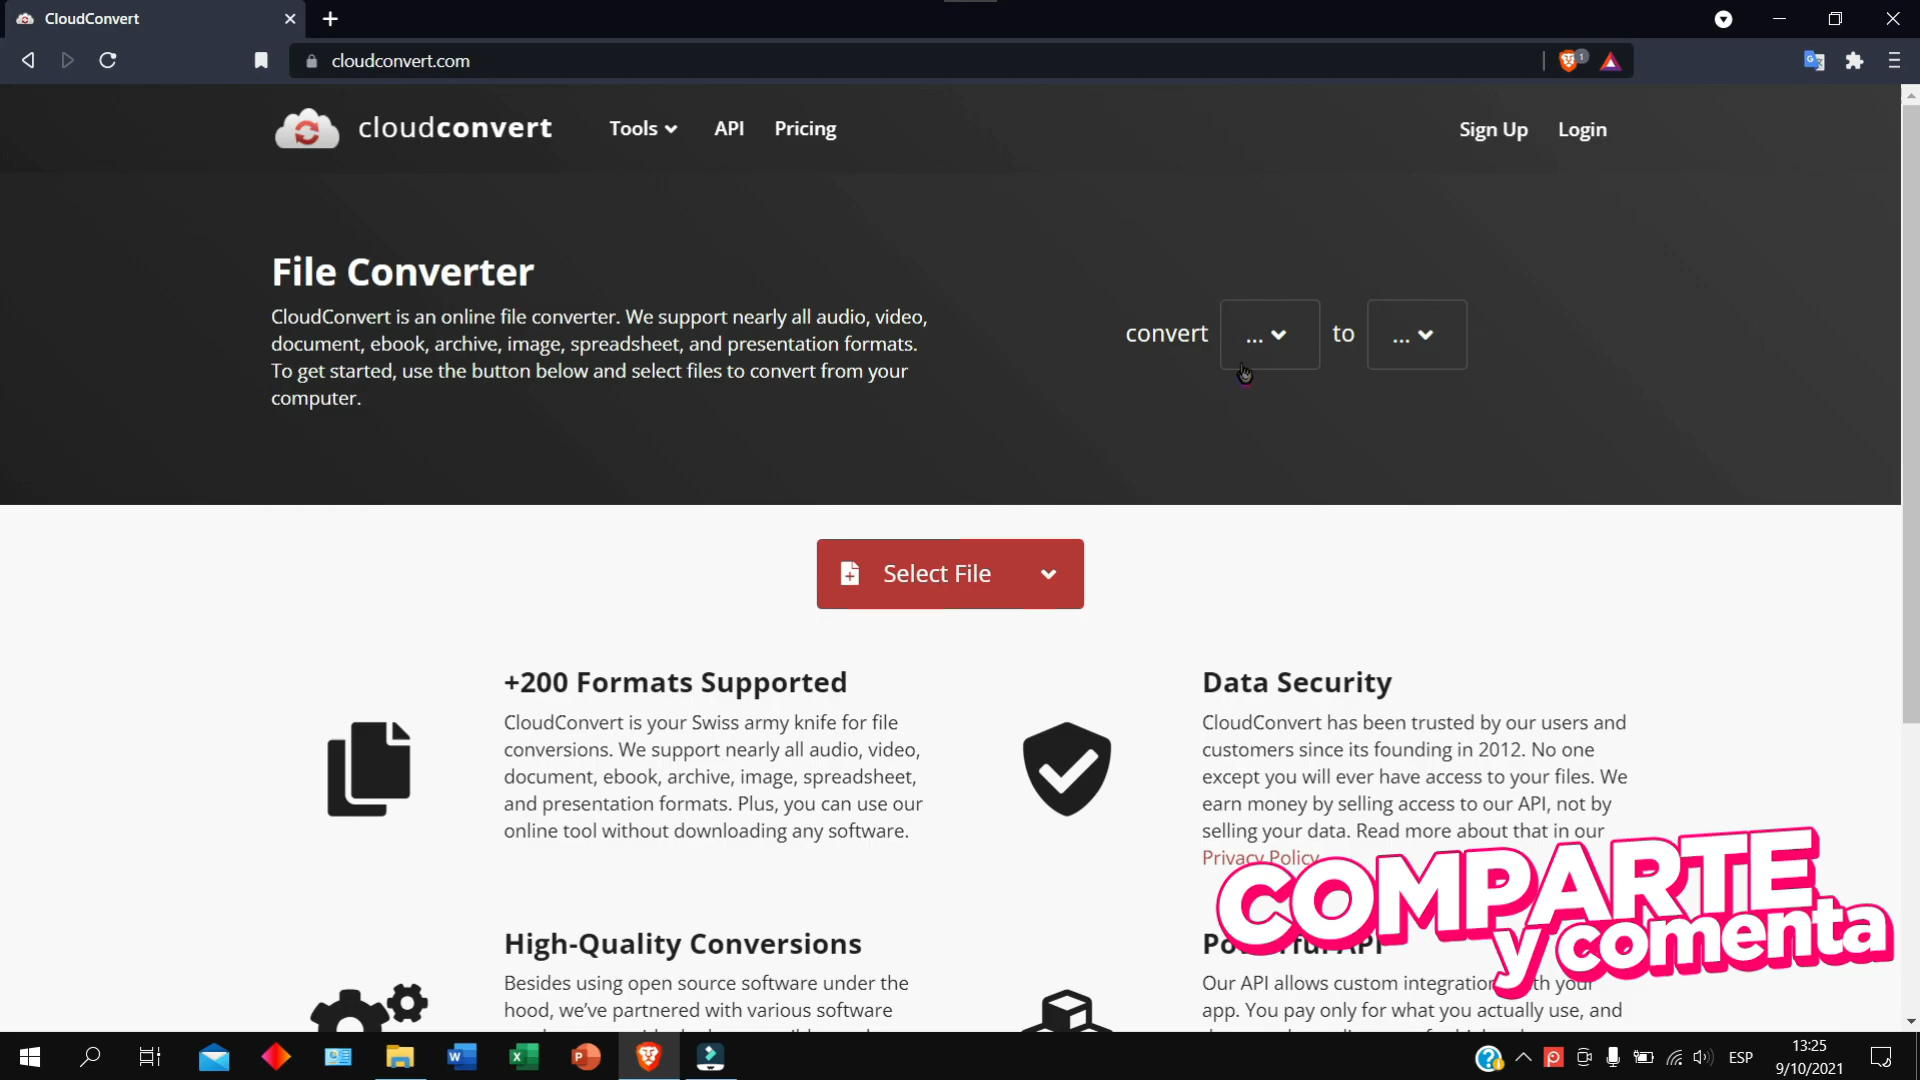 CloudConvert
cloudconvert.com
1
cloudconvert
Tools
API
Pricing
Sign Up
Login
File Converter
CloudConvert is an online file converter. We support nearly all audio, video,
document, ebook, archive, image, spreadsheet, and presentation formats.
To get started, use the button below and select files to convert from your
computer.
convert ... to ...
Select File
+200 Formats Supported
CloudConvert is your Swiss army knife for file
conversions. We support nearly all audio, video,
document, ebook, archive, image, spreadsheet,
and presentation formats. Plus, you can use our
online tool without downloading any software.
Data Security
CloudConvert has been trusted by our users and
customers since its founding in 2012. No one
except you will ever have access to your files. We
earn money by selling access to our API, not by
selling your data. Read more about that in our
Privacy Policy
High-Quality Conversions
Besides using open source software under the
hood, we've partnered with various software
API
Our API allows custom integration your
app. You pay only for what you actually use, and
COMPARTE
y comenta
ESP
13:25
9/10/2021